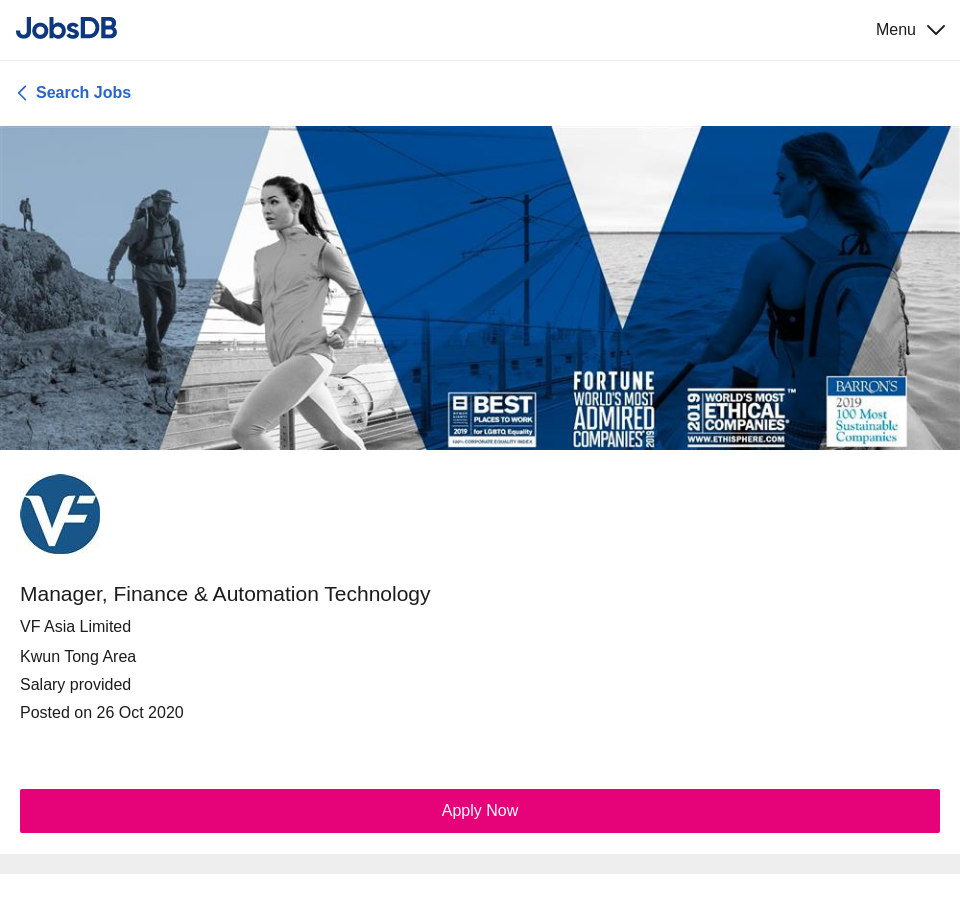 JobsDB
Menu
Search Jobs
BEST
PLACES TO WORK
2019 for LGBTQ Equality
100% CORPORATE EQUALITY INDEX
FORTUNE
WORLD'S MOST
ADMIRED
COMPANIES 2019
2019 WORLD'S MOST
ETHICAL
COMPANIES®
™
WWW.ETHISPHERE.COM
BARRON'S
2019
100 Most
Sustainable
Companies
VF
Manager, Finance & Automation Technology
VF Asia Limited
Kwun Tong Area
Salary provided
Posted on 26 Oct 2020
Apply Now